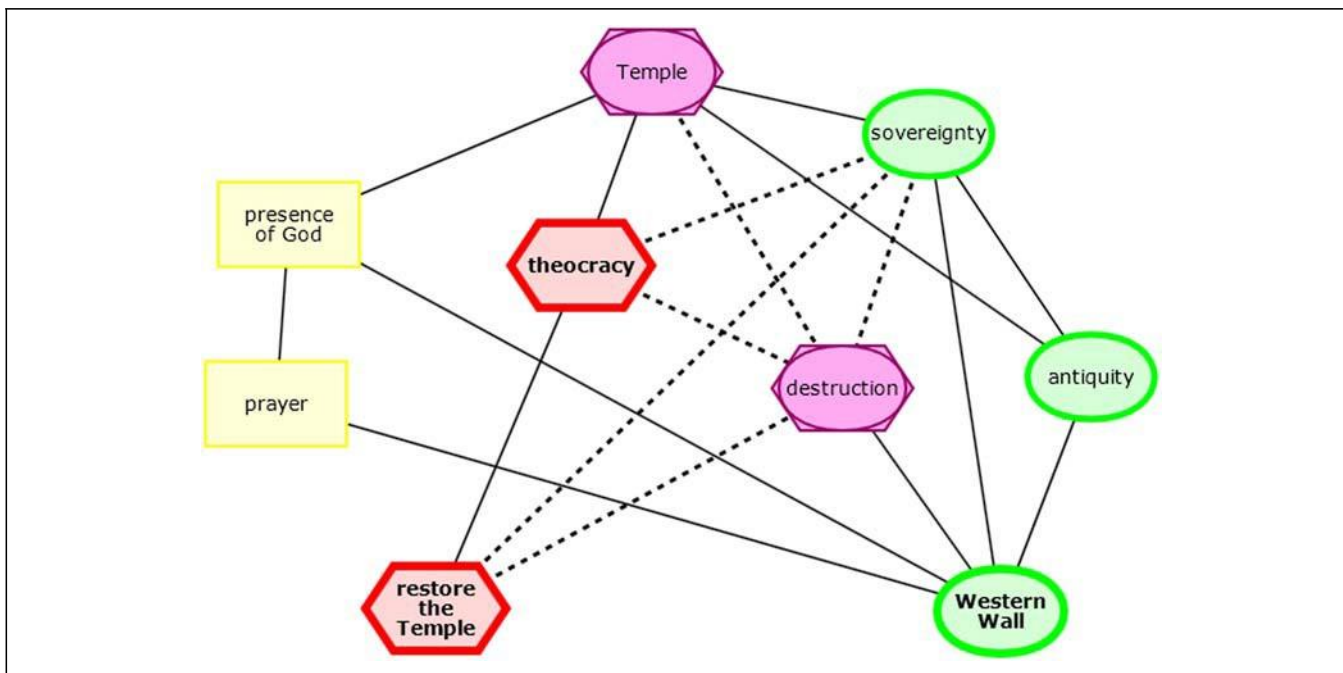 Temple
sovereignty
presence
of God
theocracy
antiquity
destruction
prayer
restore
the
Temple
Western
Wall